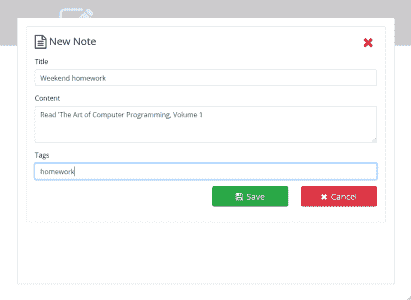 New Note
Title
Weekend homework
Content
Read 'The Art of Computer Programming, Volume 1
Tags
homework
Save
Cancel